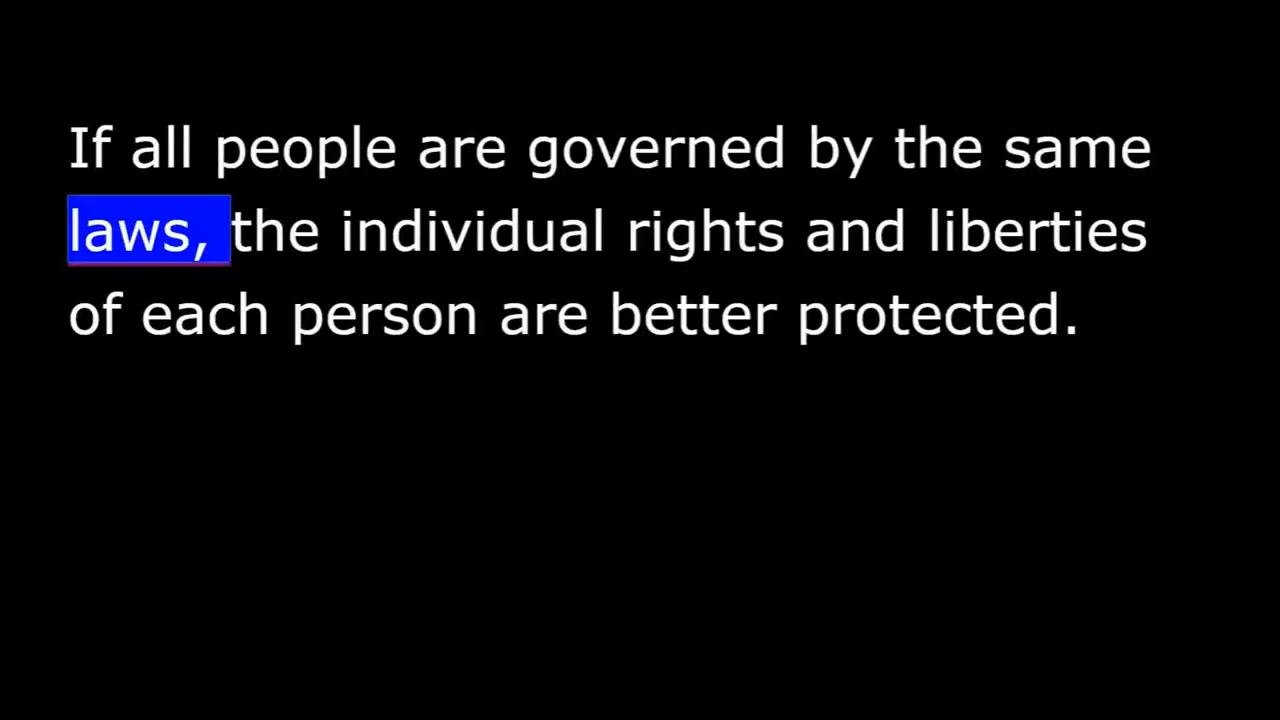 If all people are governed by the same
laws, the individual rights and liberties
of each person are better protected.